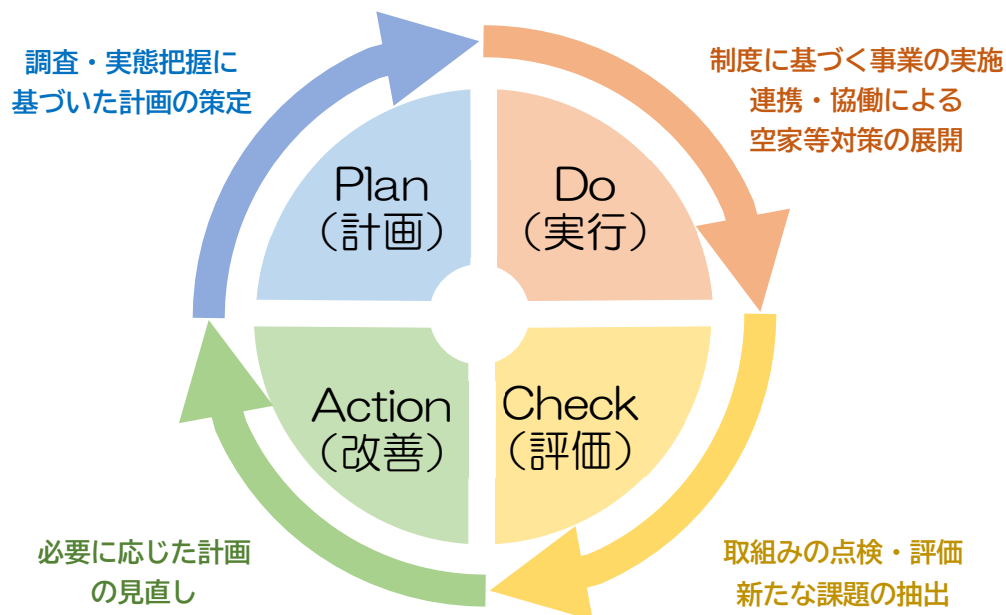 調査・実態把握に
基づいた計画の策定
制度に基づく事業の実施
連携・協働による
空家等対策の展開
Plan
（計画）
Do
（実行）
Action
（改善）
Check
（評価）
必要に応じた計画
の見直し
取組みの点検・評価
新たな課題の抽出